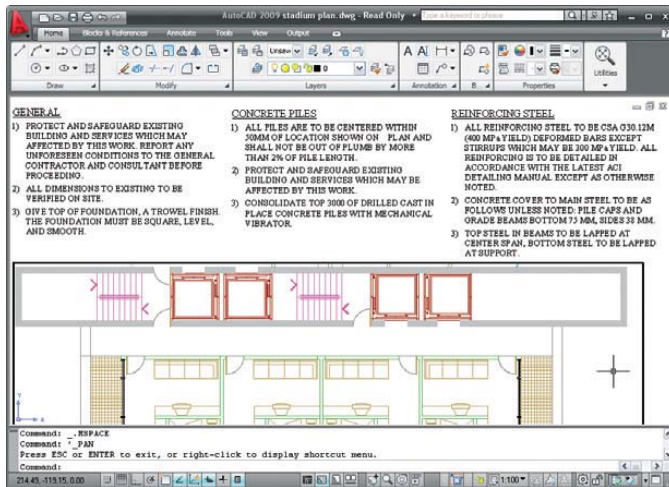 AutoCAD 2009 stadium plan.dwg - Read Only
Type a keyword or phrase
Home Blocks & References Annotate Tools View Output
Unsav
0
Utilities
Draw Modify Layers Annotation B... Properties
GENERAL
1) PROTECT AND SAFEGUARD EXISTING
BUILDING AND SERVICES WHICH MAY
AFFECTED BY THIS WORK. REPORT ANY
UNFORESEEN CONDITIONS TO THE GENERAL
CONTRACTOR AND CONSULTANT BEFORE
PROCEEDING.
2) ALL DIMENSIONS TO EXISTING TO BE
VERIFIED ON SITE.
3) GIVE TOP OF FOUNDATION, A TROWEL FINISH.
THE FOUNDATION MUST BE SQUARE, LEVEL,
AND SMOOTH.
CONCRETE PILES
1) ALL PILES ARE TO BE CENTERED WITHIN
50MM OF LOCATION SHOWN ON PLAN AND
SHALL NOT BE OUT OF PLUMB BY MORE
THAN 2% OF PILE LENGTH.
2) PROTECT AND SAFEGUARD EXISTING
BUILDING AND SERVICES WHICH MAY BE
AFFECTED BY THIS WORK.
3) CONSOLIDATE TOP 3000 OF DRILLED CAST IN
PLACE CONCRETE PILES WITH MECHANICAL
VIBRATOR.
REINFORCING STEEL
1) ALL REINFORCING STEEL TO BE CSA G30.12M
(400 MPa YIELD) DEFORMED BARS EXCEPT
STIRRUPS WHICH MAY BE 300 MPa YIELD. ALL
REINFORCING IS TO BE DETAILED IN
ACCORDANCE WITH THE LATEST ACI
DETAILING MANUAL EXCEPT AS OTHERWISE
NOTED.
2) CONCRETE COVER TO MAIN STEEL TO BE AS
FOLLOWS UNLESS NOTED: PILE CAPS AND
GRADE BEAMS BOTTOM 75 MM, SIDES 38 MM.
3) TOP STEEL IN BEAMS TO BE LAPPED AT
CENTER SPAN, BOTTOM STEEL TO BE LAPPED
AT SUPPORT.
Command: _.MSPACE
Command: '_PAN
Press ESC or ENTER to exit, or right-click to display shortcut menu.
Command:
214.49, -119.15, 0.00
1:100